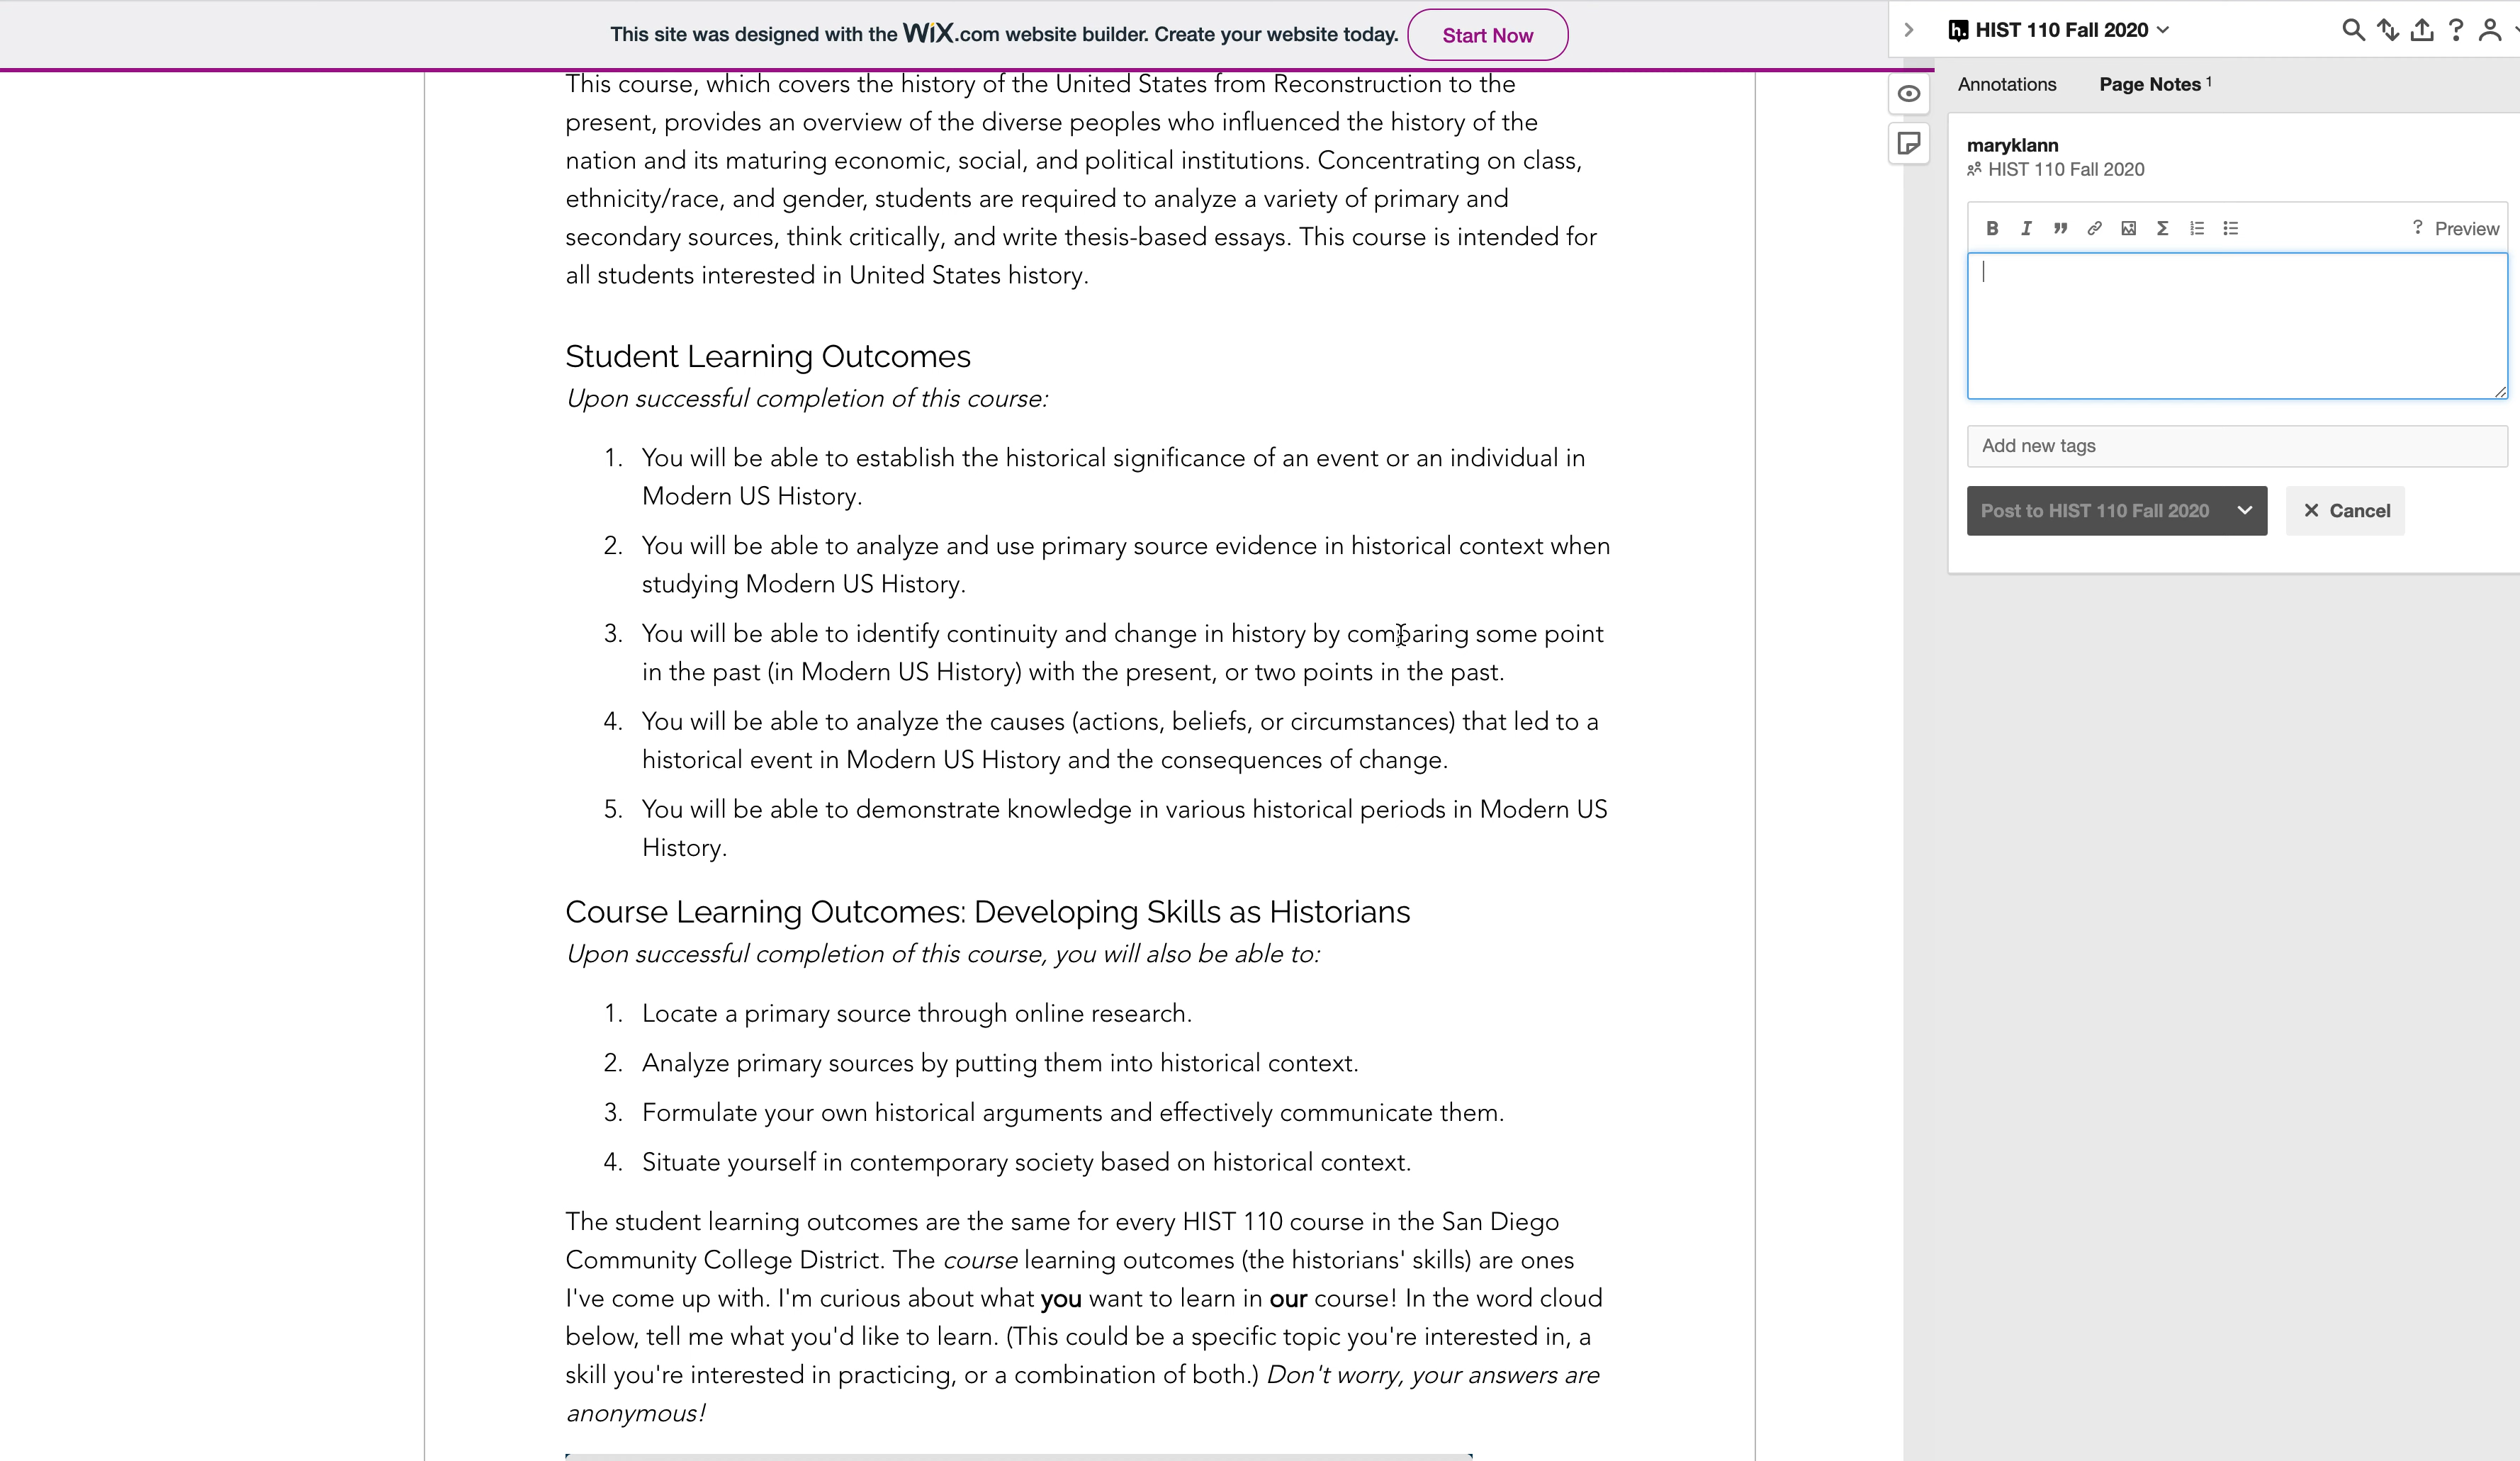 This site was designed with the WiX.com website builder. Create your website today. Start Now
HIST 110 Fall 2020
Annotations Page Notes 1
maryklann
HIST 110 Fall 2020
B I ” Σ ? Preview
Add new tags
Post to HIST 110 Fall 2020 Cancel
This course, which covers the history of the United States from Reconstruction to the
present, provides an overview of the diverse peoples who influenced the history of the
nation and its maturing economic, social, and political institutions. Concentrating on class,
ethnicity/race, and gender, students are required to analyze a variety of primary and
secondary sources, think critically, and write thesis-based essays. This course is intended for
all students interested in United States history.
Student Learning Outcomes
Upon successful completion of this course:
1. You will be able to establish the historical significance of an event or an individual in
Modern US History.
2. You will be able to analyze and use primary source evidence in historical context when
studying Modern US History.
3. You will be able to identify continuity and change in history by comparing some point
in the past (in Modern US History) with the present, or two points in the past.
4. You will be able to analyze the causes (actions, beliefs, or circumstances) that led to a
historical event in Modern US History and the consequences of change.
5. You will be able to demonstrate knowledge in various historical periods in Modern US
History.
Course Learning Outcomes: Developing Skills as Historians
Upon successful completion of this course, you will also be able to:
1. Locate a primary source through online research.
2. Analyze primary sources by putting them into historical context.
3. Formulate your own historical arguments and effectively communicate them.
4. Situate yourself in contemporary society based on historical context.
The student learning outcomes are the same for every HIST 110 course in the San Diego
Community College District. The course learning outcomes (the historians' skills) are ones
I've come up with. I'm curious about what you want to learn in our course! In the word cloud
below, tell me what you'd like to learn. (This could be a specific topic you're interested in, a
skill you're interested in practicing, or a combination of both.) Don't worry, your answers are
anonymous!